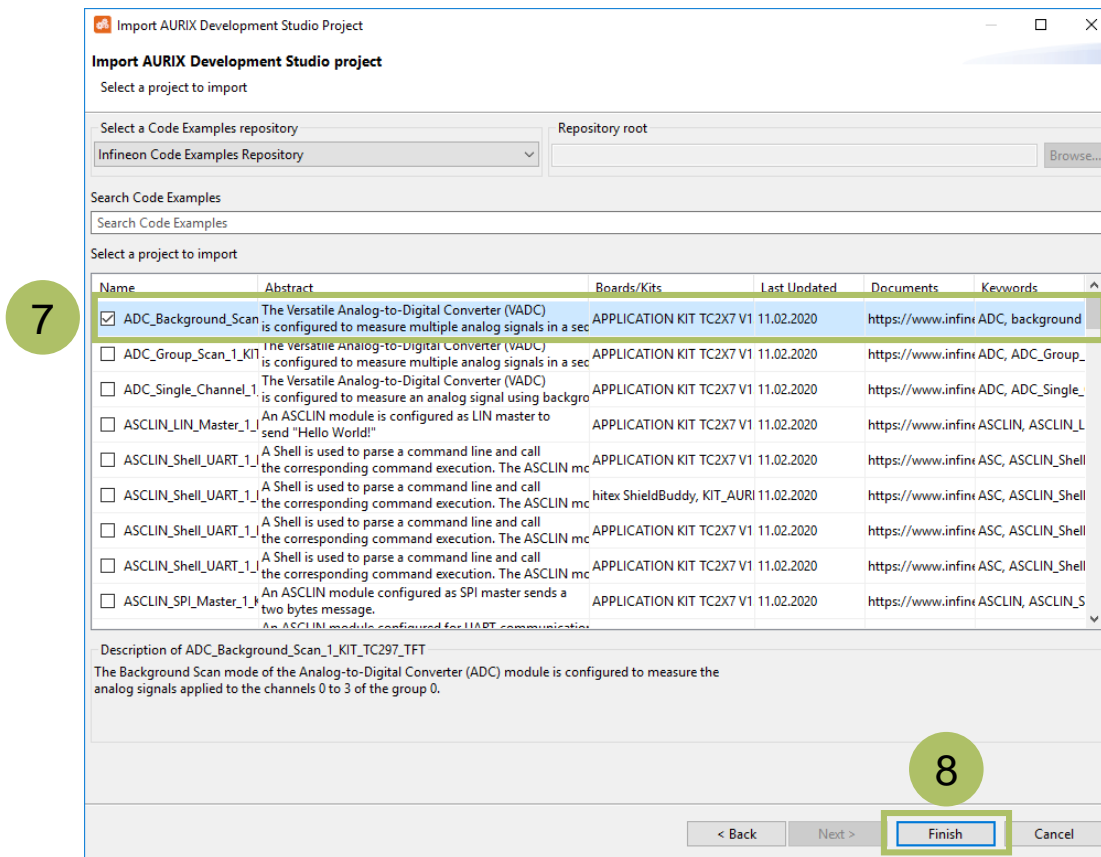 Import AURIX Development Studio Project
Import AURIX Development Studio project
Select a project to import
Select a Code Examples repository
Repository root
Infineon Code Examples Repository
Browse...
Search Code Examples
Search Code Examples
Select a project to import
Name Abstract Boards/Kits Last Updated Documents Keywords
7
ADC_Background_Scan The Versatile Analog-to-Digital Converter (VADC) APPLICATION KIT TC2X7 V1 11.02.2020 https://www.infine ADC, background
is configured to measure multiple analog signals in a sec
ADC_Group_Scan_1_KIT The Versatile Analog-to-Digital Converter (VADC) APPLICATION KIT TC2X7 V1 11.02.2020 https://www.infine ADC, ADC_Group_
is configured to measure multiple analog signals in a sec
ADC_Single_Channel_1_ The Versatile Analog-to-Digital Converter (VADC) APPLICATION KIT TC2X7 V1 11.02.2020 https://www.infine ADC, ADC_Single_
is configured to measure an analog signal using backgro
ASCLIN_LIN_Master_1_ An ASCLIN module is configured as LIN master to APPLICATION KIT TC2X7 V1 11.02.2020 https://www.infine ASCLIN, ASCLIN_L
send "Hello World!"
ASCLIN_Shell_UART_1_ A Shell is used to parse a command line and call APPLICATION KIT TC2X7 V1 11.02.2020 https://www.infine ASC, ASCLIN_Shell
the corresponding command execution. The ASCLIN mo
ASCLIN_Shell_UART_1_ A Shell is used to parse a command line and call hitex ShieldBuddy, KIT_AURI 11.02.2020 https://www.infine ASC, ASCLIN_Shell
the corresponding command execution. The ASCLIN mo
ASCLIN_Shell_UART_1_ A Shell is used to parse a command line and call APPLICATION KIT TC2X7 V1 11.02.2020 https://www.infine ASC, ASCLIN_Shell
the corresponding command execution. The ASCLIN mo
ASCLIN_Shell_UART_1_ A Shell is used to parse a command line and call APPLICATION KIT TC2X7 V1 11.02.2020 https://www.infine ASC, ASCLIN_Shell
the corresponding command execution. The ASCLIN mo
ASCLIN_SPI_Master_1_K An ASCLIN module configured as SPI master sends a APPLICATION KIT TC2X7 V1 11.02.2020 https://www.infine ASCLIN, ASCLIN_S
two bytes message.
An ASCLIN module configured for UART communication
Description of ADC_Background_Scan_1_KIT_TC297_TFT
The Background Scan mode of the Analog-to-Digital Converter (ADC) module is configured to measure the
analog signals applied to the channels 0 to 3 of the group 0.
8
< Back Next > Finish Cancel